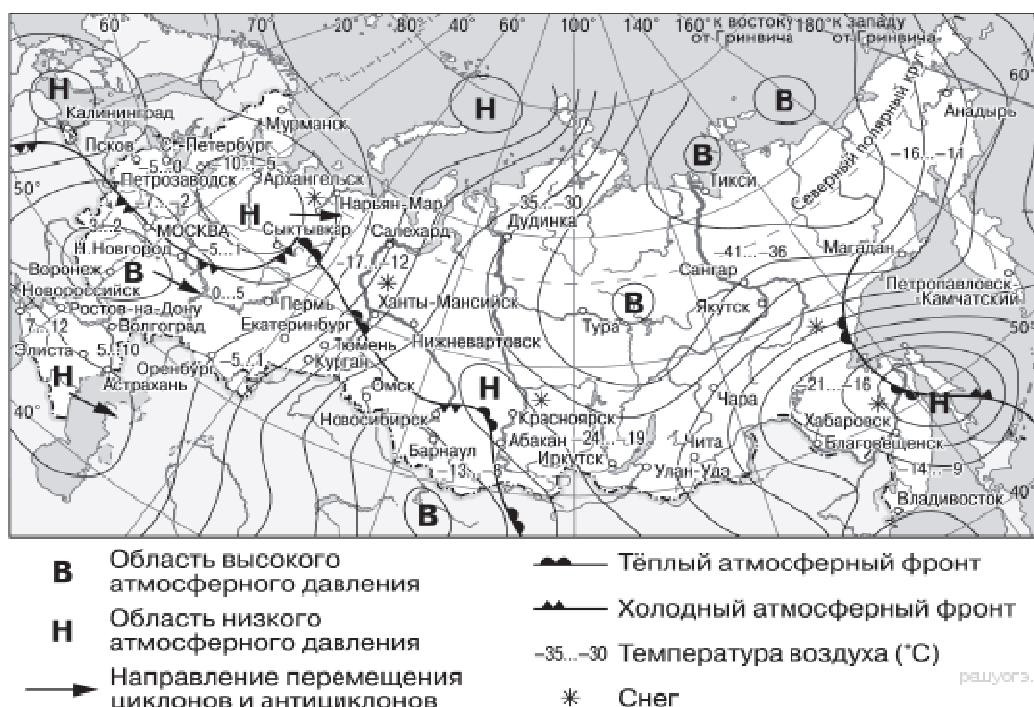 60° 70° 20° 80° 40° 60° 100° 140° 160° к востоку 180° к западу
от Гринвича от Гринвича
60°
Н
Калининград
Мурманск
Н
В
Анадырь
Северный полярный круг
Псков С.-Петербург
−5...0 −10...−5
−16...−11
В
Тикси
50°
Петрозаводск Архангельск
−7...−2
Нарьян-Мар
−35...−30
Дудинка
Н
МОСКВА
Сыктывкар
Салехард
−41...−36
Магадан
Н.Новгород
−5...1
−17...−12
Сангар
Воронеж
В
Петропавловск-
Камчатский
Новороссийск
0...5
Пермь
Ханты-Мансийск
В
Якутск
Ростов-на-Дону
7...12
Волгоград
Екатеринбург
Тура
50°
Тюмень
Нижневартовск
Элиста
5...10
Оренбург
−5...1
Курган
Н
Астрахань
Омск
Н
Чара
−21...−16
Н
40°
Новосибирск
Красноярск
Хабаровск
Абакан
−24...−19
Чита
Благовещенск
Барнаул
Иркутск
Улан-Удэ
−13...−8
−14...−9
40°
Владивосток
В
В Область высокого
атмосферного давления
Н Область низкого
атмосферного давления
Направление перемещения
циклонов и антициклонов
Тёплый атмосферный фронт
Холодный атмосферный фронт
−35...−30 Температура воздуха (°С)
Снег
решуогэ.